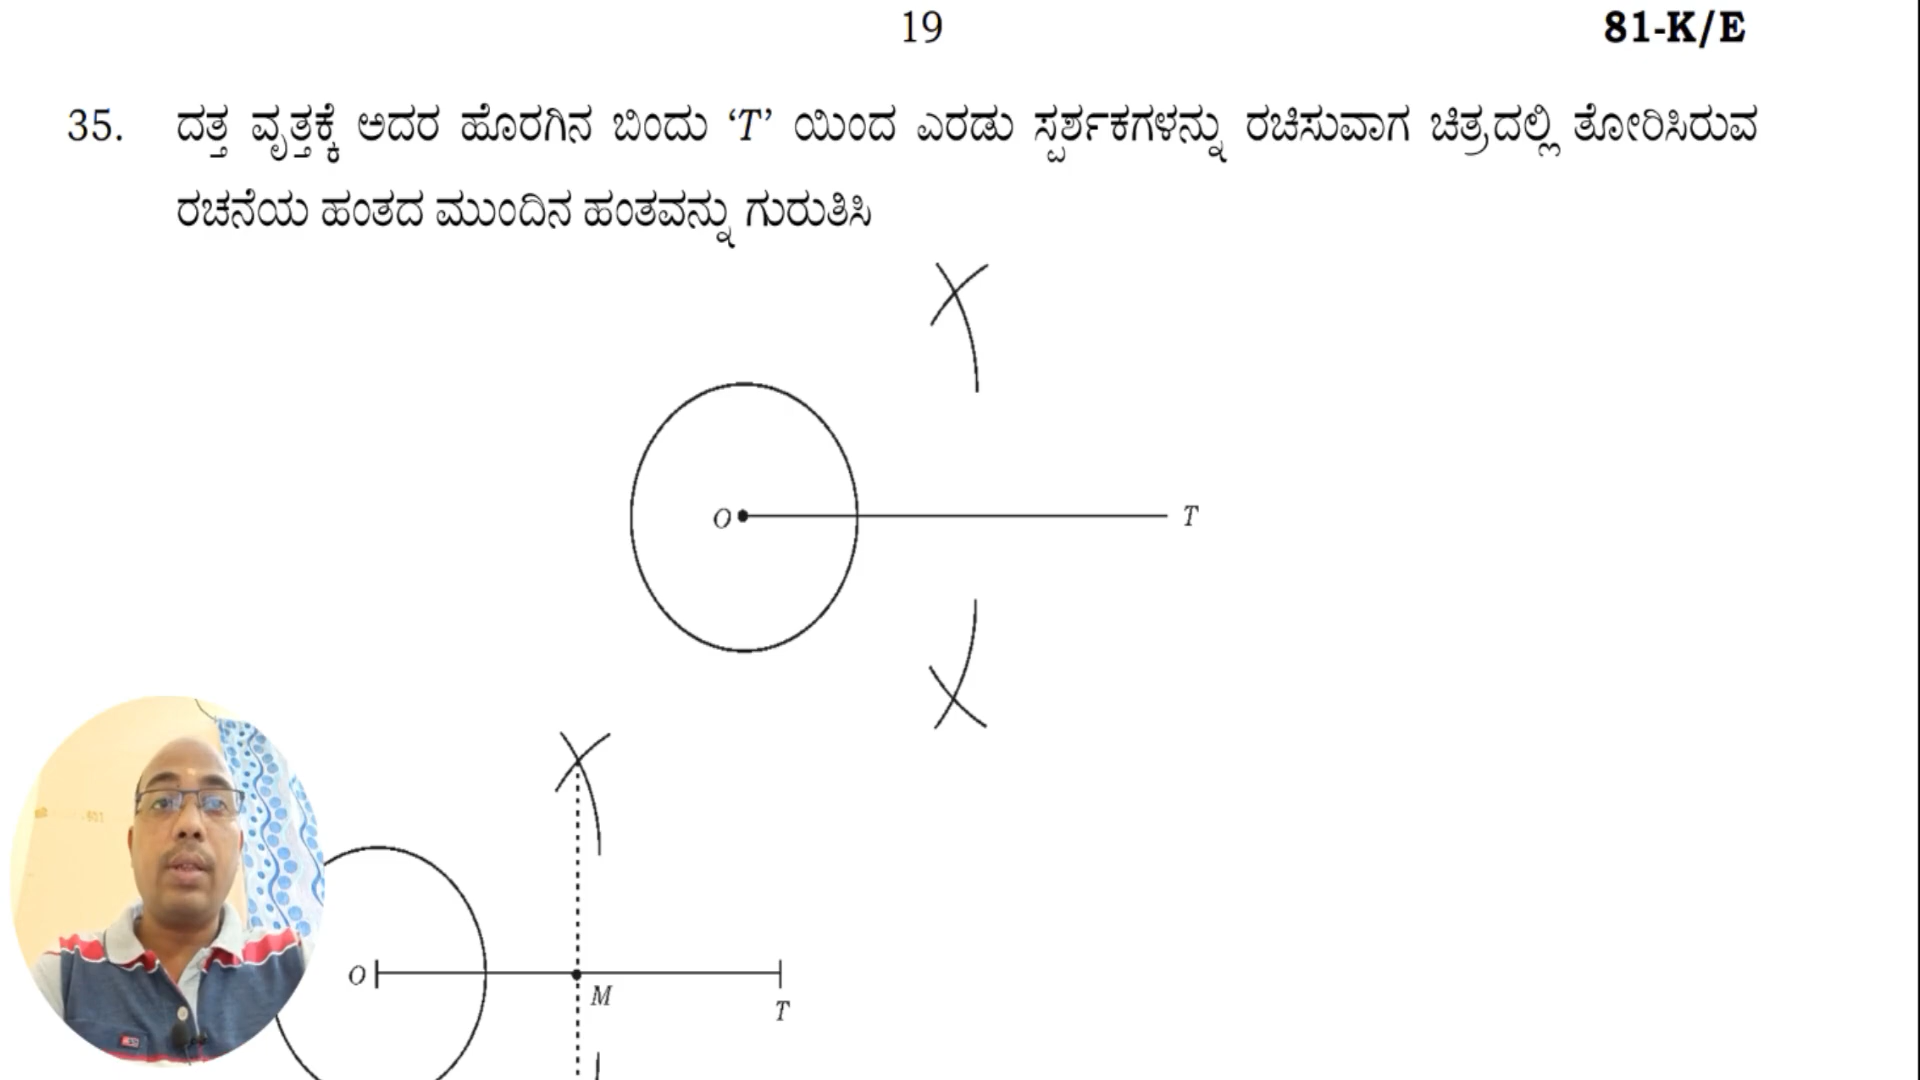 19
81-K/E
35. ದತ್ತ ವೃತ್ತಕ್ಕೆ ಅದರ ಹೊರಗಿನ ಬಿಂದು ‘T’ ಯಿಂದ ಎರಡು ಸ್ಪರ್ಶಕಗಳನ್ನು ರಚಿಸುವಾಗ ಚಿತ್ರದಲ್ಲಿ ತೋರಿಸಿರುವ
ರಚನೆಯ ಹಂತದ ಮುಂದಿನ ಹಂತವನ್ನು ಗುರುತಿಸಿ
O
T
O
M
T